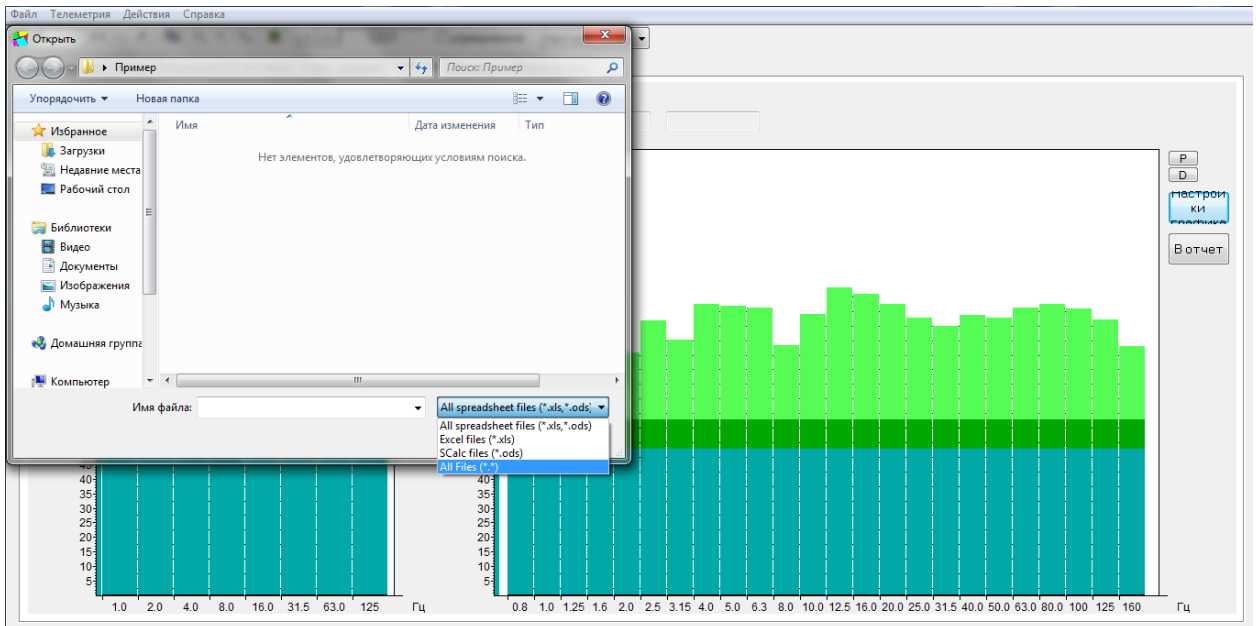 Файл Телеметрия Действия Справка
Открыть
Пример
Поиск: Пример
Упорядочить
Новая папка
Имя
Дата изменения
Тип
Нет элементов, удовлетворяющих условиям поиска.
Избранное
Загрузки
Недавние места
Рабочий стол
Библиотеки
Видео
Документы
Изображения
Музыка
Домашняя группа
Компьютер
Имя файла:
All spreadsheet files (*.xls,*.ods)
All spreadsheet files (*.xls,*.ods)
Excel files (*.xls)
SCalc files (*.ods)
All Files (*.*)
P
D
Настрой
ки
графика
В отчет
45
40
35
30
25
20
15
10
5
1.0 2.0 4.0 8.0 16.0 31.5 63.0 125 Гц
40
35
30
25
20
15
10
5
0.8 1.0 1.25 1.6 2.0 2.5 3.15 4.0 5.0 6.3 8.0 10.0 12.5 16.0 20.0 25.0 31.5 40.0 50.0 63.0 80.0 100 125 160 Гц